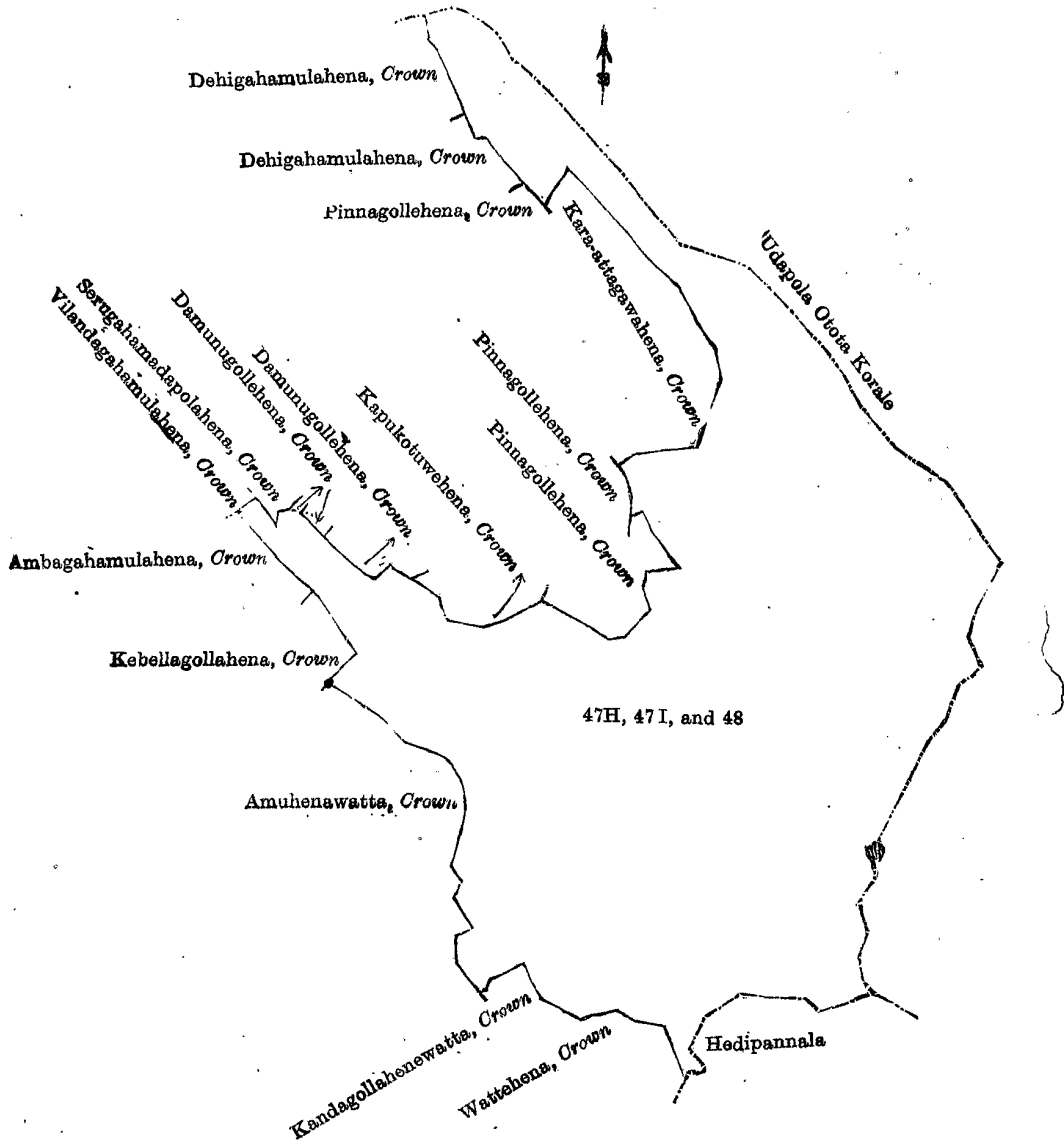 Dehigahamulahena, Crown
Dehigahamulahena, Crown
Pinnagollehena, Crown
Kara-attagawahena, Crown
Udapola Otota Korale
Serugahamadapolahena, Crown
Vilandagahamulahena, Crown
Damunugollehena, Crown
Damunugollehena, Crown
Kapukotuwehena, Crown
Pinnagollehena, Crown
Pinnagollehena, Crown
Ambagahamulahena, Crown
Kebellagollahena, Crown
47H, 47I, and 48
Amuhenawatta, Crown
Kandagollahenewatta, Crown
Wattehena, Crown
Hedipannala